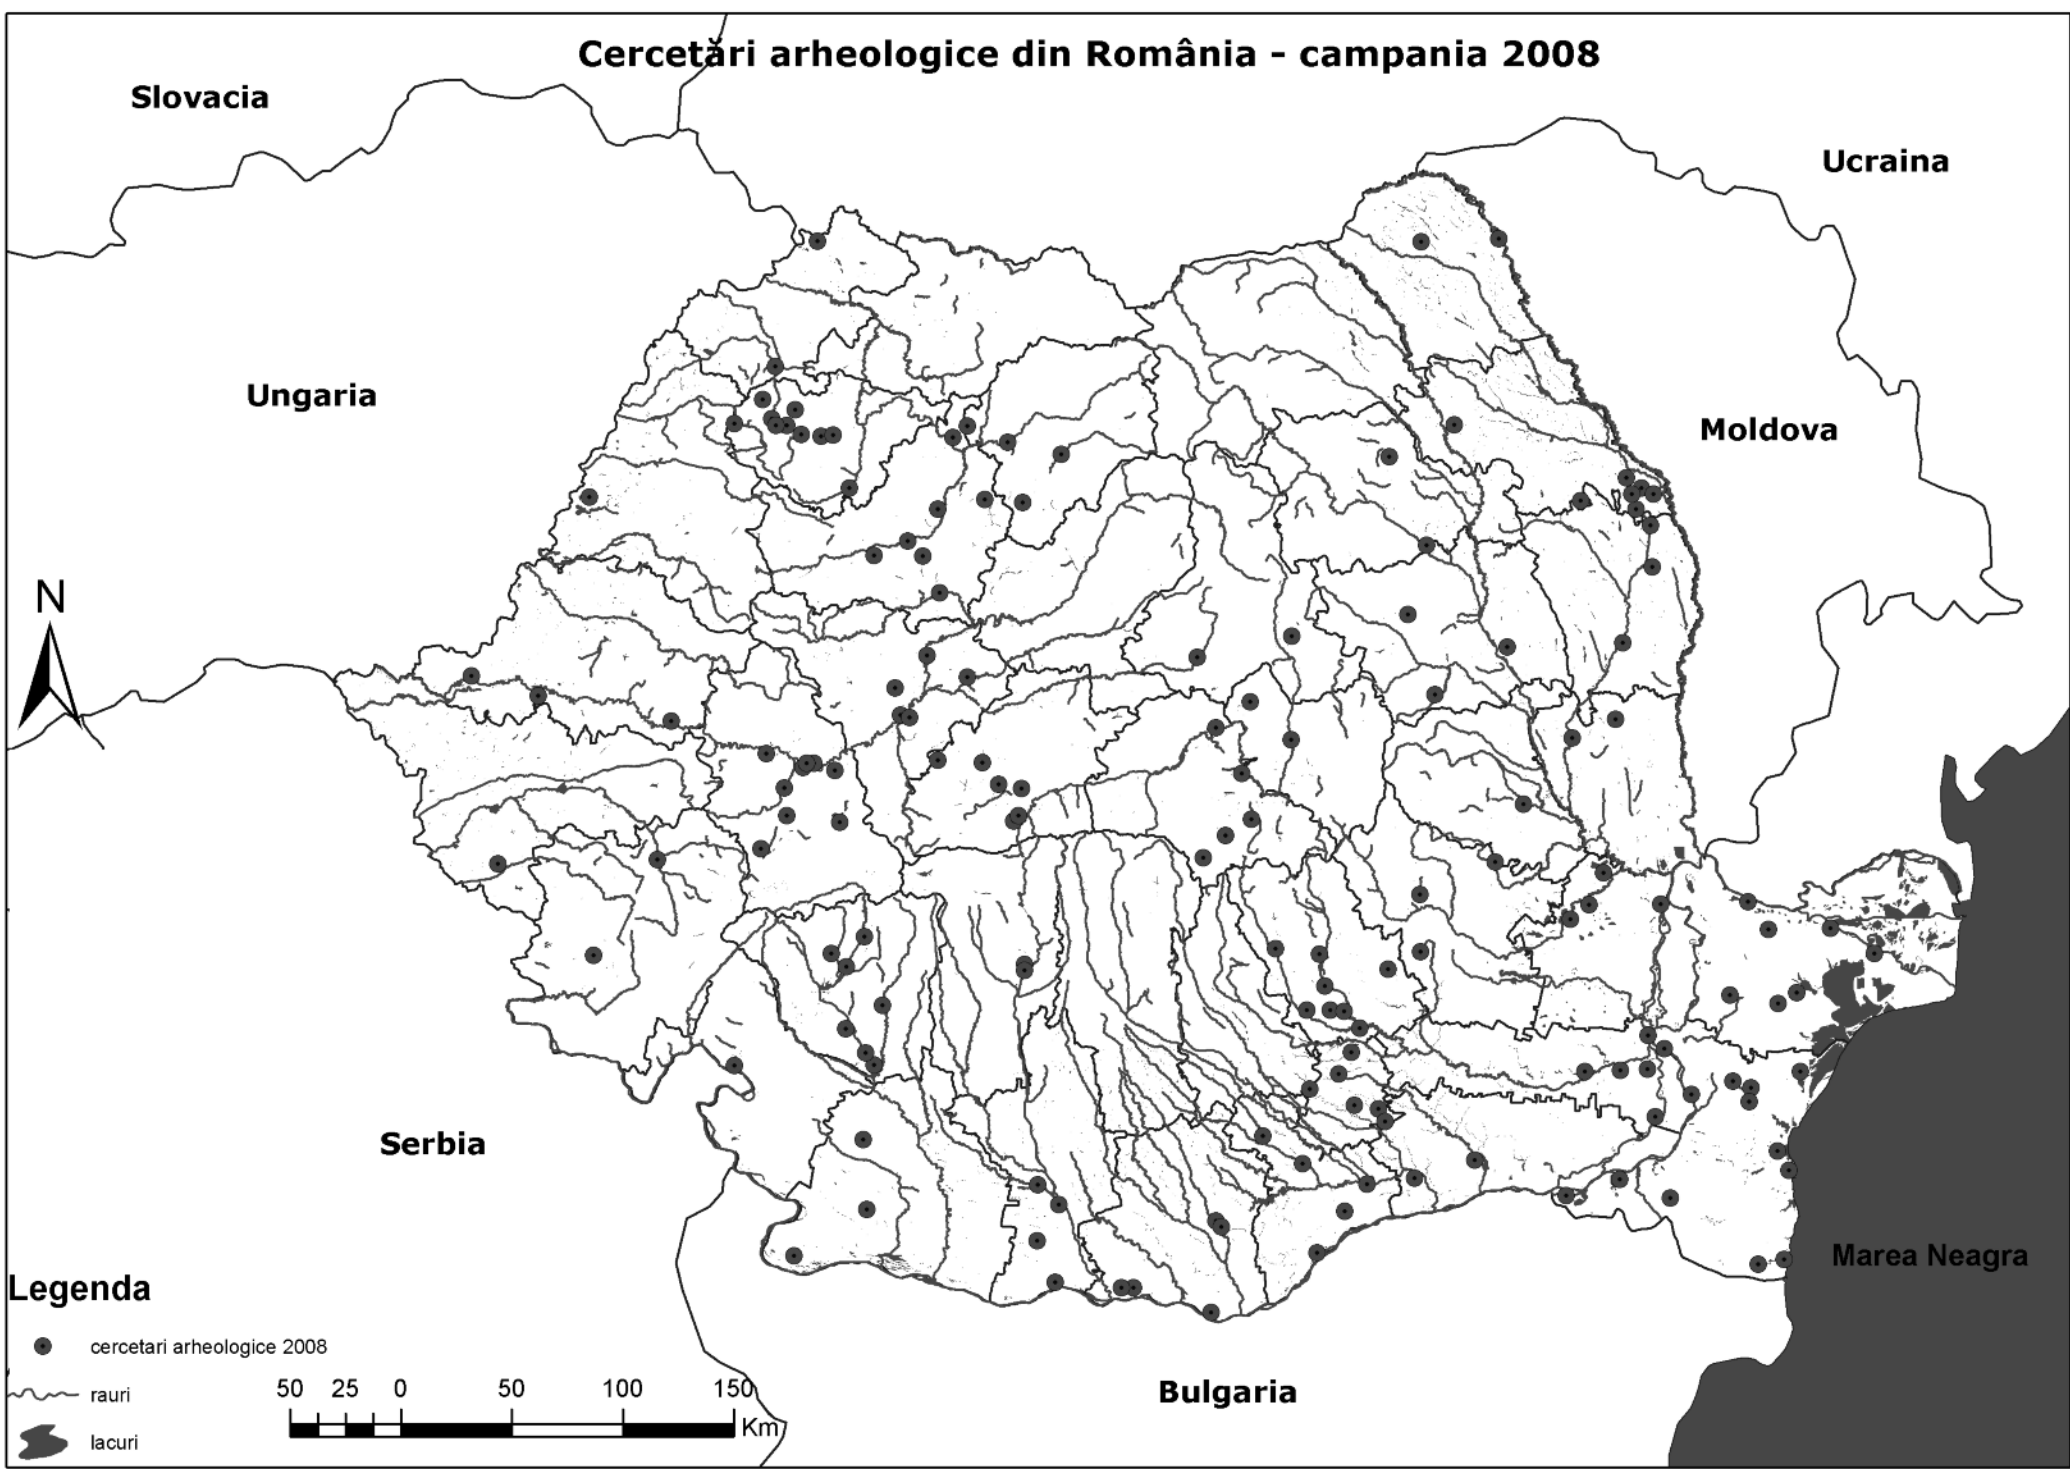 Cercetări arheologice din România - campania 2008
Slovacia
Ucraina
Ungaria
Moldova
N
Serbia
Marea Neagra
Bulgaria
Legenda
cercetari arheologice 2008
rauri
lacuri
50 25 0 50 100 150
Km